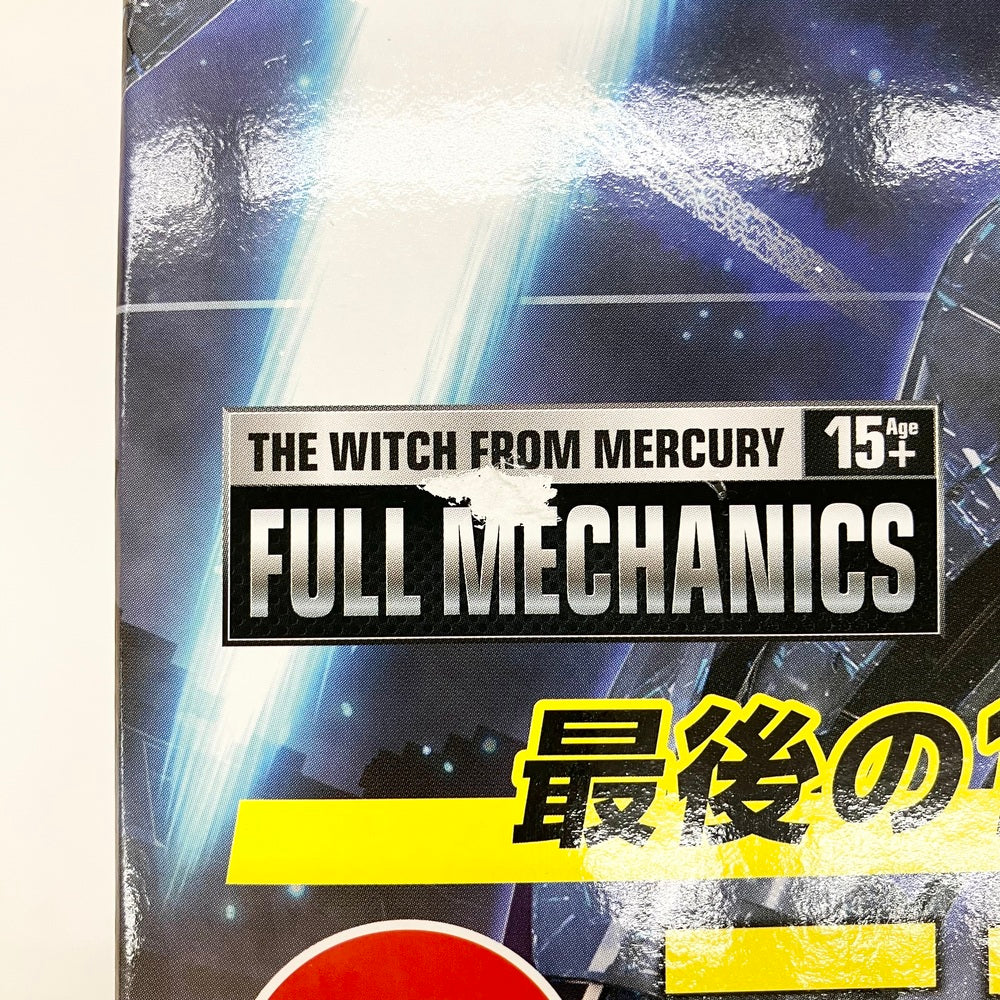 THE WITCH FROM MERCURY
15 Age +
FULL MECHANICS
最後の